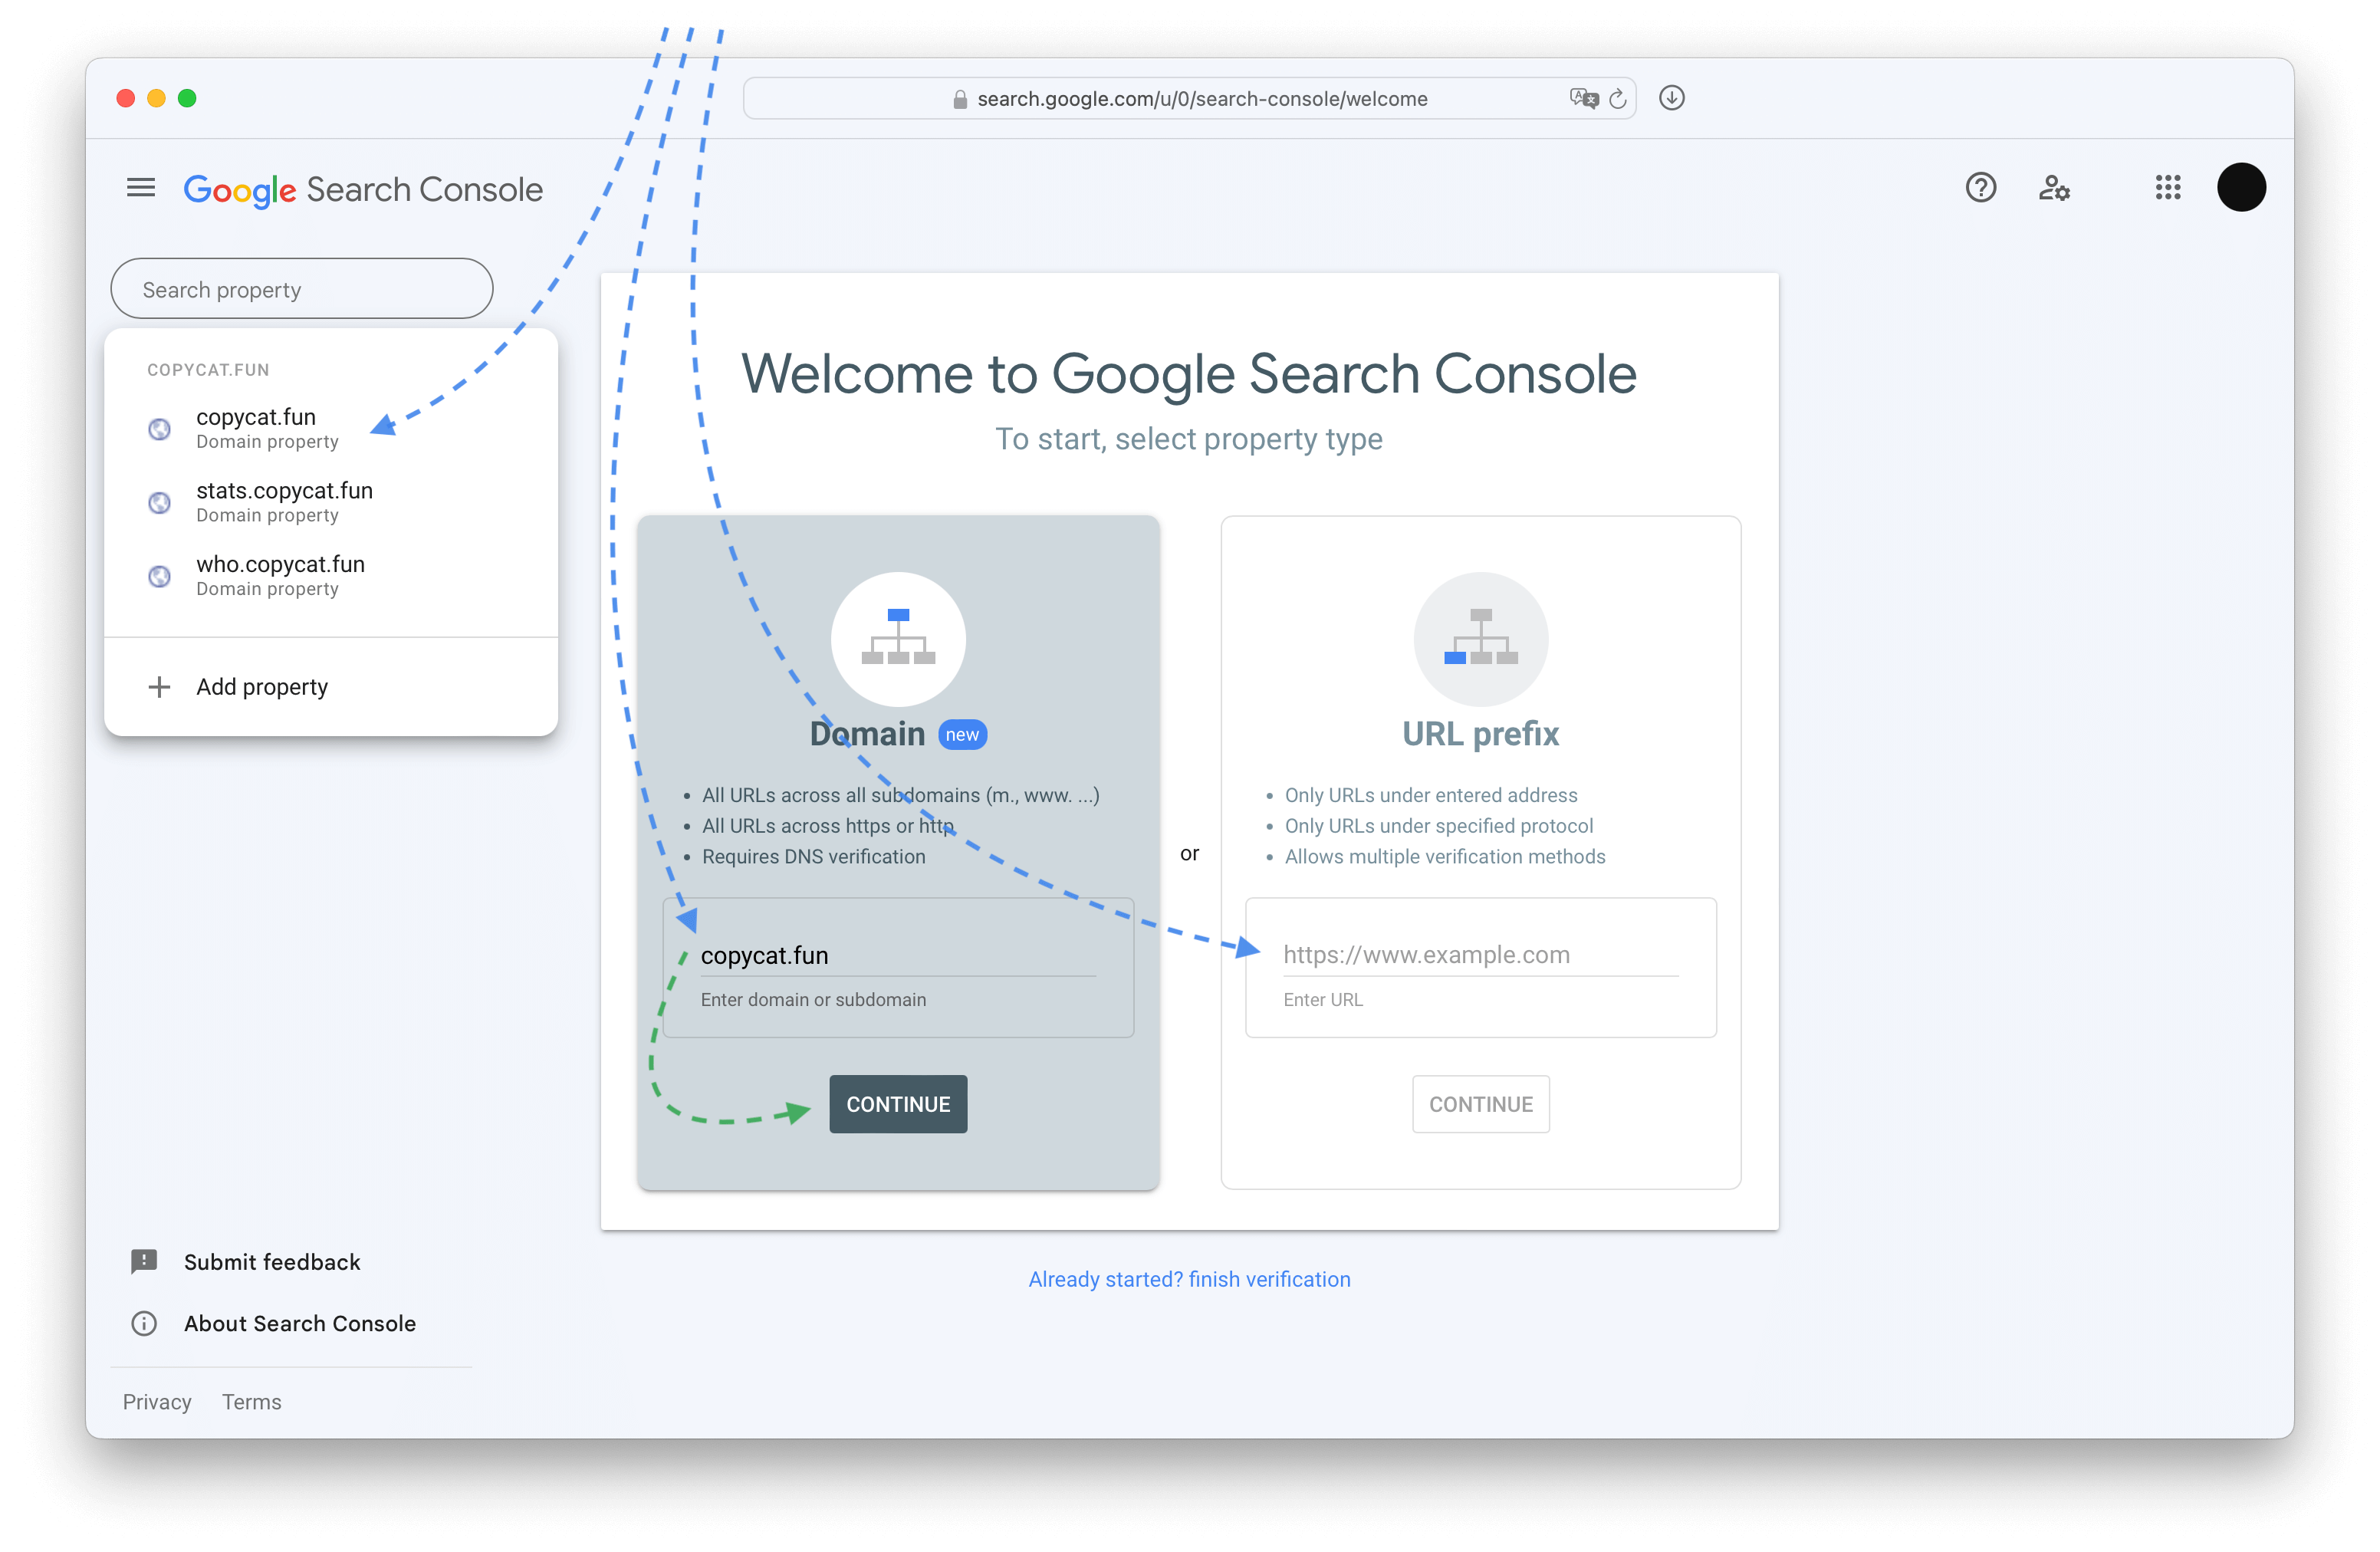 search.google.com/u/0/search-console/welcome
Google Search Console
Search property
COPYCAT.FUN
copycat.fun
Domain property
stats.copycat.fun
Domain property
who.copycat.fun
Domain property
Add property
Submit feedback
About Search Console
Privacy Terms
Welcome to Google Search Console
To start, select property type
Domain new
All URLs across all subdomains (m., www. ...)
All URLs across https or http
Requires DNS verification
copycat.fun
Enter domain or subdomain
CONTINUE
or
URL prefix
Only URLs under entered address
Only URLs under specified protocol
Allows multiple verification methods
https://www.example.com
Enter URL
CONTINUE
Already started? finish verification